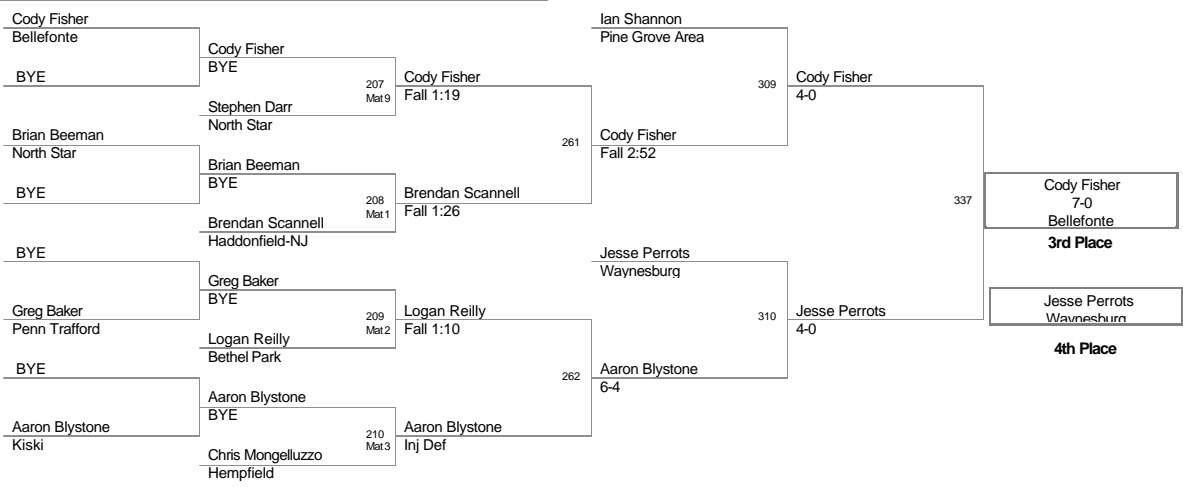 Cody Fisher
Bellefonte
BYE
Brian Beeman
North Star
BYE
BYE
Greg Baker
Penn Trafford
BYE
Aaron Blystone
Kiski
Cody Fisher
BYE
207
Mat 9
Stephen Darr
North Star
Brian Beeman
BYE
208
Mat 1
Brendan Scannell
Haddonfield-NJ
Greg Baker
BYE
209
Mat 2
Logan Reilly
Bethel Park
Aaron Blystone
BYE
210
Mat 3
Chris Mongelluzzo
Hempfield
Cody Fisher
Fall 1:19
261
Brendan Scannell
Fall 1:26
Logan Reilly
Fall 1:10
262
Aaron Blystone
Inj Def
Ian Shannon
Pine Grove Area
309
Cody Fisher
Fall 2:52
Jesse Perrots
Waynesburg
310
Aaron Blystone
6-4
Cody Fisher
4-0
337
Jesse Perrots
4-0
Cody Fisher
7-0
Bellefonte
3rd Place
Jesse Perrots
Waynesburg
4th Place